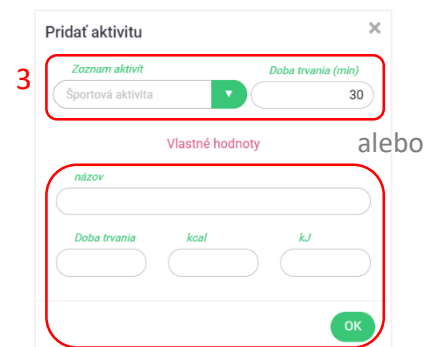 Pridať aktivitu ×
3
Zoznam aktivít Doba trvania (min)
Športová aktivita 30
Vlastné hodnoty
alebo
názov
Doba trvania kcal kJ
OK